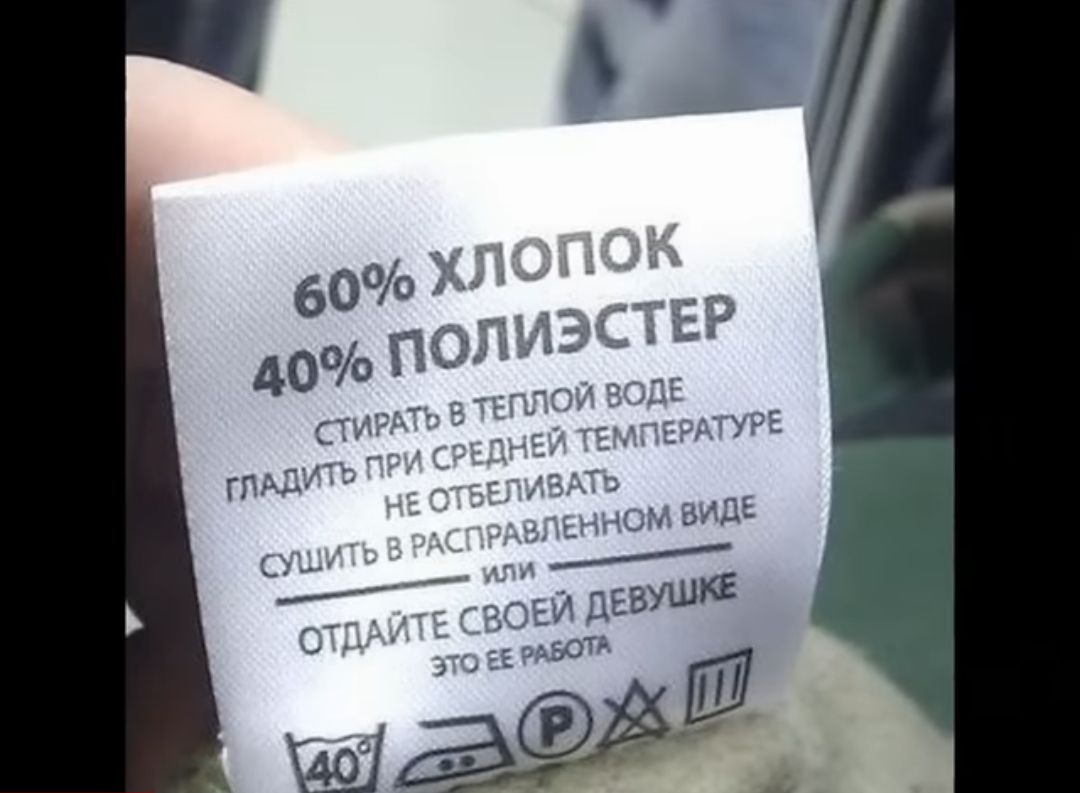 60% ХЛОПОК
40% ПОЛИЭСТЕР
СТИРАТЬ В ТЕПЛОЙ ВОДЕ
ГЛАДИТЬ ПРИ СРЕДНЕЙ ТЕМПЕРАТУРЕ
НЕ ОТБЕЛИВАТЬ
СУШИТЬ В РАСПРАВЛЕННОМ ВИДЕ
ИЛИ
ОТДАЙТЕ СВОЕЙ ДЕВУШКЕ
ЭТО ЕЕ РАБОТА
40° P